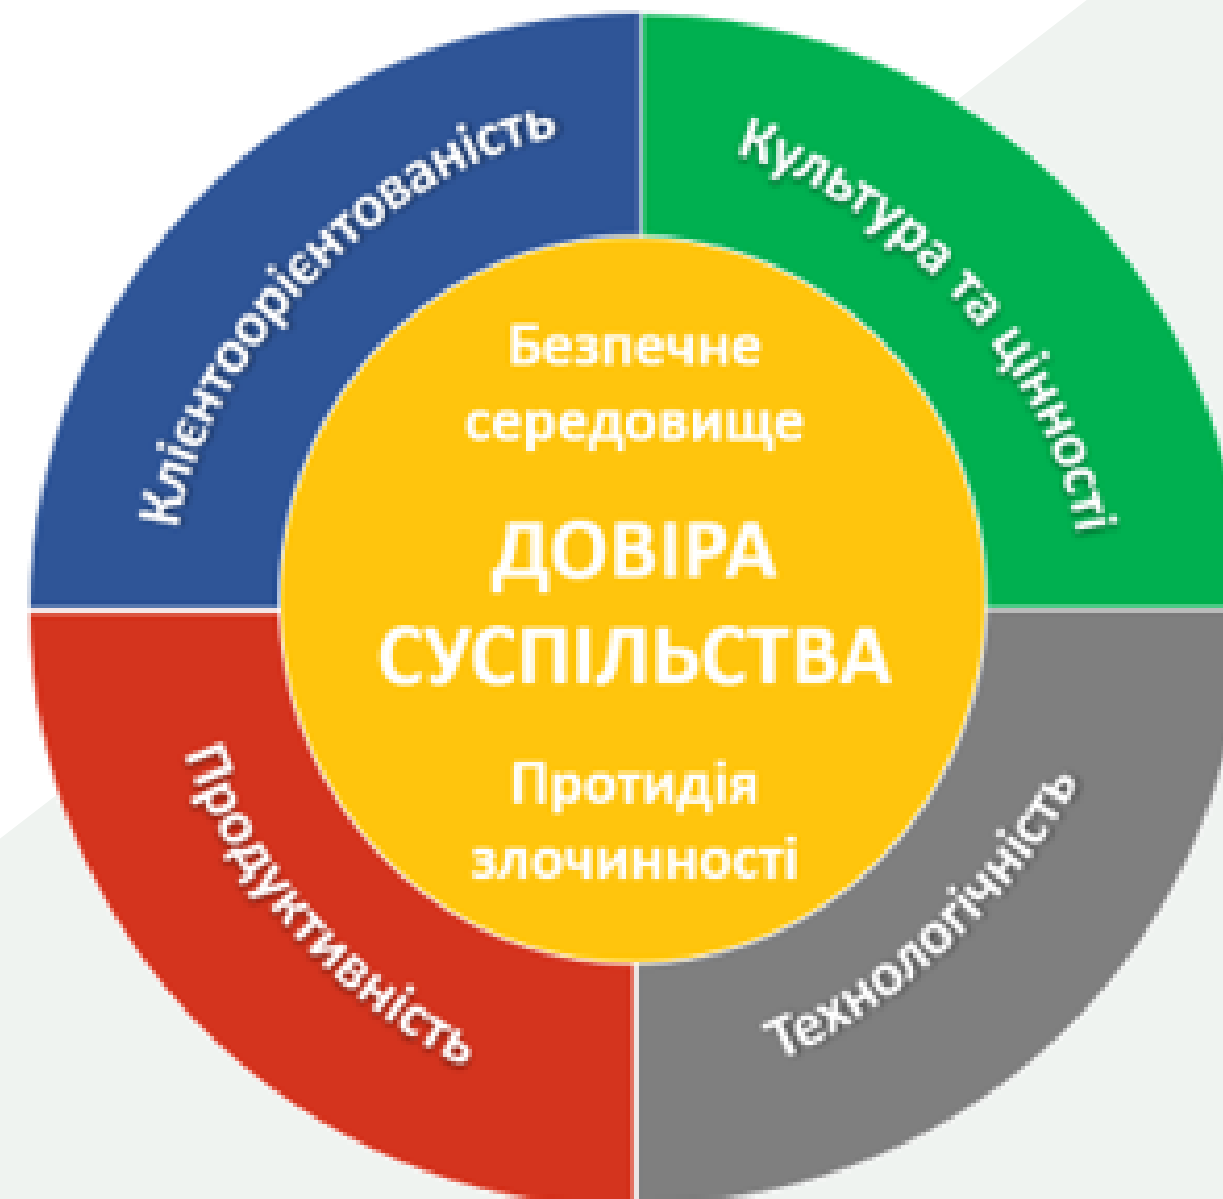 Клієнтоорієнтованість
Культура та цінності
Безпечне
середовище
ДОВІРА
СУСПІЛЬСТВА
Протидія
злочинності
Продуктивність
Технологічність